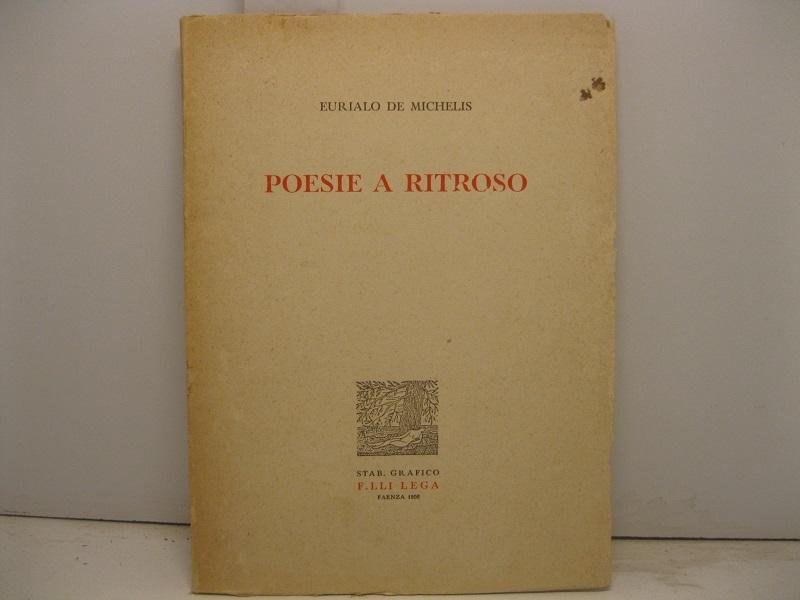 EURIALO DE MICHELIS
POESIE A RITROSO
STAB. GRAFICO
F.LLI LEGA
FAENZA